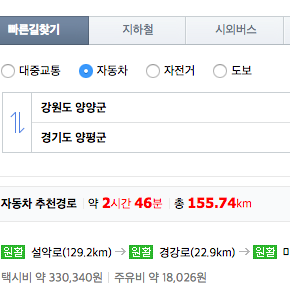 빠른길찾기 지하철 시외버스
대중교통 자동차 자전거 도보
강원도 양양군
경기도 양평군
자동차 추천경로 약 2시간 46분 총 155.74km
원활 설악로(129.2km) → 원활 경강로(22.9km) → 원활
택시비 약 330,340원 | 주유비 약 18,026원